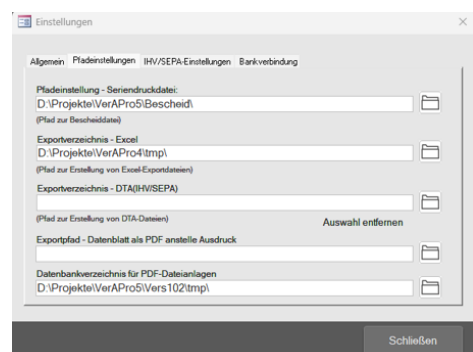 Einstellungen
Allgemein Pfadeinstellungen IHV/SEPA-Einstellungen Bankverbindung
Pfadeinstellung - Seriendruckdatei:
D:\Projekte\VerAPro5\Bescheid\
(Pfad zur Bescheiddatei)
Exportverzeichnis - Excel
D:\Projekte\VerAPro4\tmp\
(Pfad zur Erstellung von Excel-Exportdateien)
Exportverzeichnis - DTA(IHV/SEPA)
(Pfad zur Erstellung von DTA-Dateien) Auswahl entfernen
Exportpfad - Datenblatt als PDF anstelle Ausdruck
Datenbankverzeichnis für PDF-Dateianlagen
D:\Projekte\VerAPro5\Vers102\tmp\
Schließen